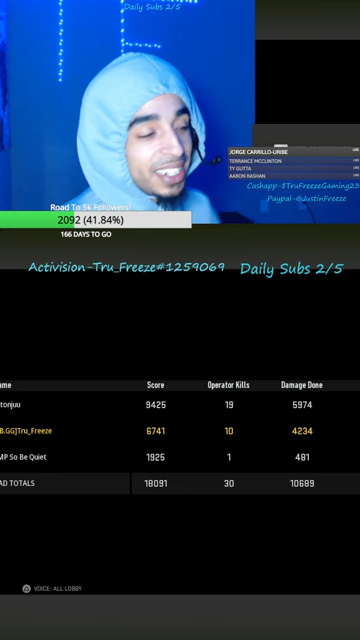 Daily Subs 2/5
JORGE CARRILLO-URIBE
TERRANCE MCCLINTON
TY GUTTA
AARON RASHAN
Cashapp-$TruFreezeGaming23
Paypal-@JustinFreeze
Road To 5k Followers!
2092 (41.84%)
166 DAYS TO GO
Activision-Tru_Freeze#1259069 Daily Subs 2/5
ame Score Operator Kills Damage Done
tonjuu 9425 19 5974
B.GG]Tru_Freeze 6741 10 4234
MP So Be Quiet 1925 1 481
AD TOTALS 18091 30 10689
VOICE: ALL LOBBY